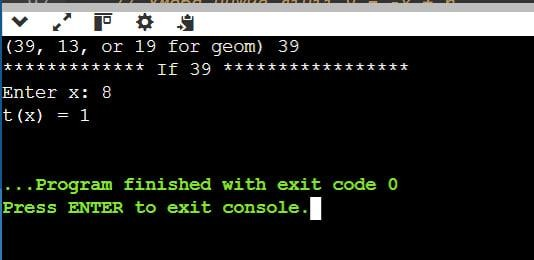 (39, 13, or 19 for geom) 39
************* If 39 *****************
Enter x: 8
t(x) = 1
...Program finished with exit code 0
Press ENTER to exit console.